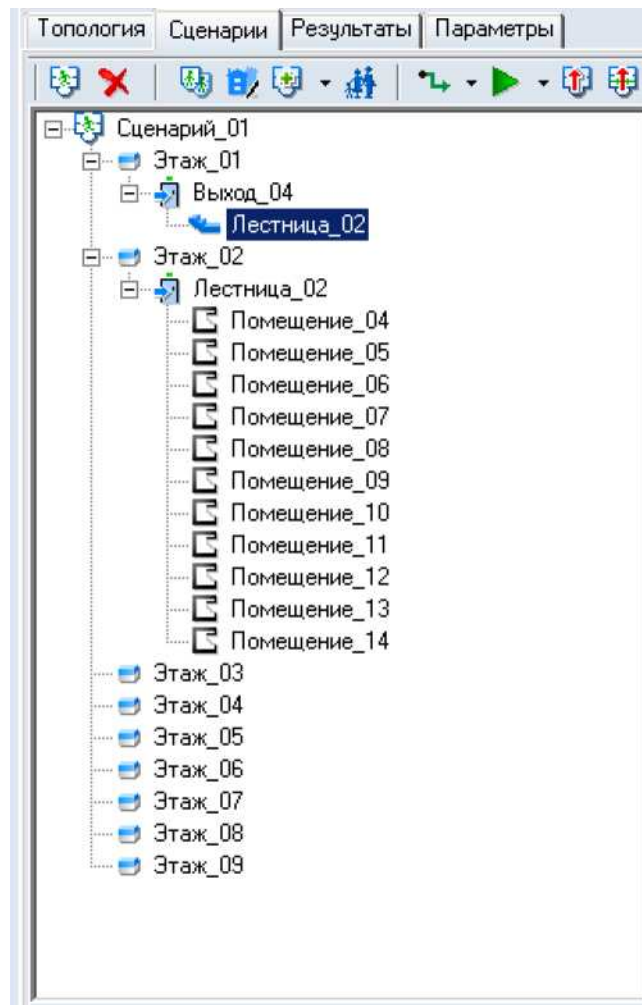 Топология Сценарии Результаты Параметры
Сценарий_01
Этаж_01
Выход_04
Лестница_02
Этаж_02
Лестница_02
Помещение_04
Помещение_05
Помещение_06
Помещение_07
Помещение_08
Помещение_09
Помещение_10
Помещение_11
Помещение_12
Помещение_13
Помещение_14
Этаж_03
Этаж_04
Этаж_05
Этаж_06
Этаж_07
Этаж_08
Этаж_09